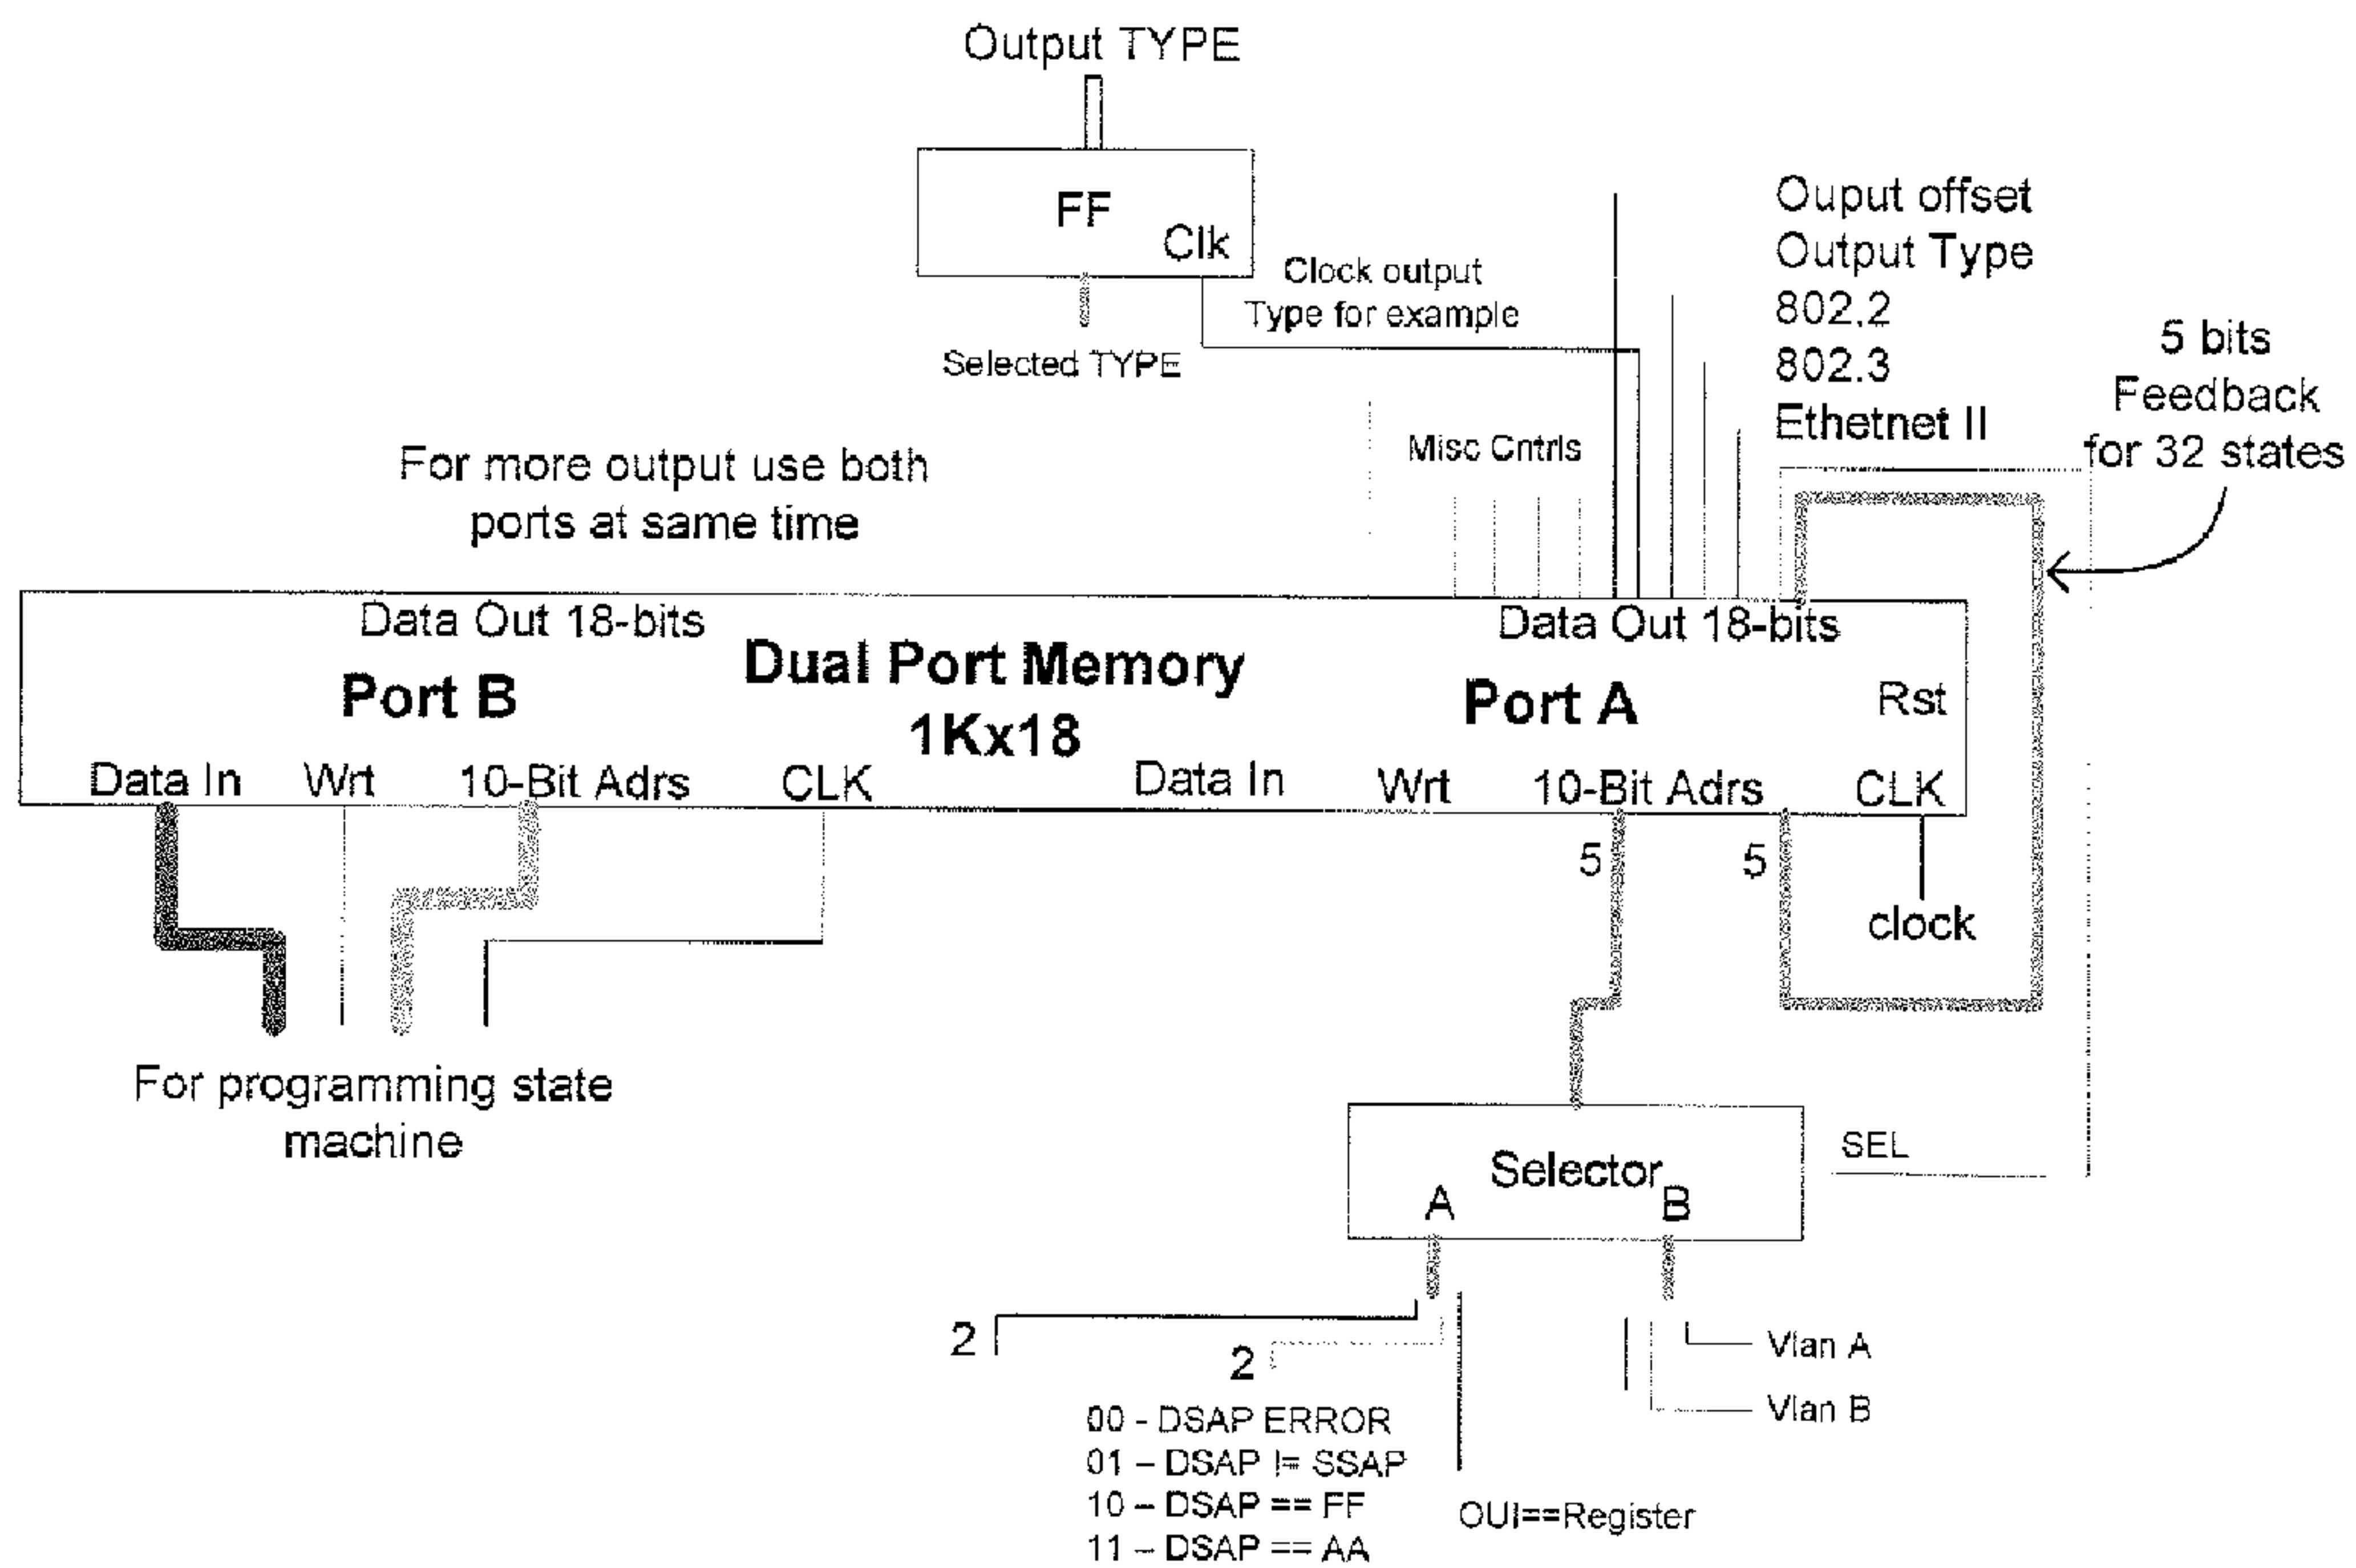 Output TYPE
FF
Clk
Clock output
Type for example
Selected TYPE
Ouput offset
Output Type
802.2
802.3
Ethetnet II
5 bits
Feedback
for 32 states
Misc Cntrls
For more output use both
ports at same time
Data Out 18-bits
Data Out 18-bits
Dual Port Memory
1Kx18
Port B
Port A
Rst
Data In
Wrt
10-Bit Adrs
CLK
Data In
Wrt
10-Bit Adrs
CLK
5
5
clock
For programming state
machine
Selector
A
B
SEL
2
2
Vlan A
Vlan B
00 - DSAP ERROR
01 – DSAP != SSAP
10 – DSAP == FF
11 – DSAP == AA
OUI==Register